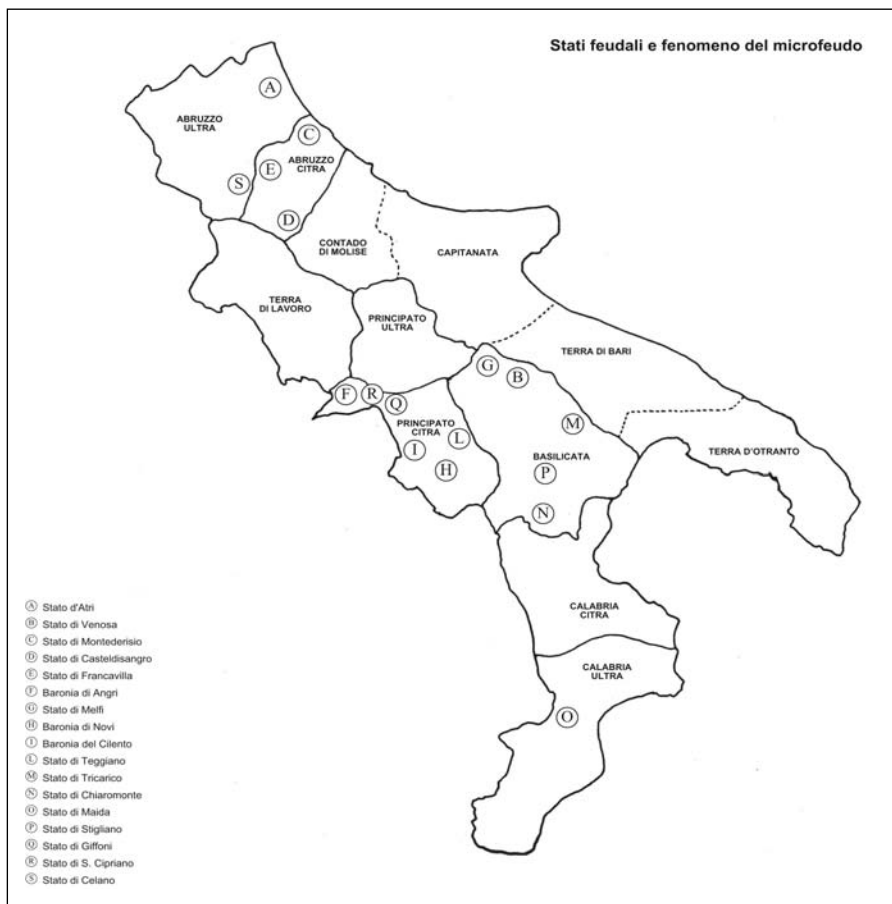 Stati feudali e fenomeno del microfeudo
A
ABRUZZO
ULTRA
C
ABRUZZO
CITRA
E
S
D
CONTADO
DI MOLISE
CAPITANATA
TERRA
DI LAVORO
PRINCIPATO
ULTRA
TERRA DI BARI
G
B
F
R
Q
PRINCIPATO
CITRA
M
L
I
H
BASILICATA
TERRA D'OTRANTO
P
N
CALABRIA
CITRA
CALABRIA
ULTRA
O
A Stato d'Atri
B Stato di Venosa
C Stato di Montederisio
D Stato di Casteldisangro
E Stato di Francavilla
F Baronia di Angri
G Stato di Melfi
H Baronia di Novi
I Baronia del Cilento
L Stato di Teggiano
M Stato di Tricarico
N Stato di Chiaromonte
O Stato di Maida
P Stato di Stigliano
Q Stato di Giffoni
R Stato di S. Cipriano
S Stato di Celano